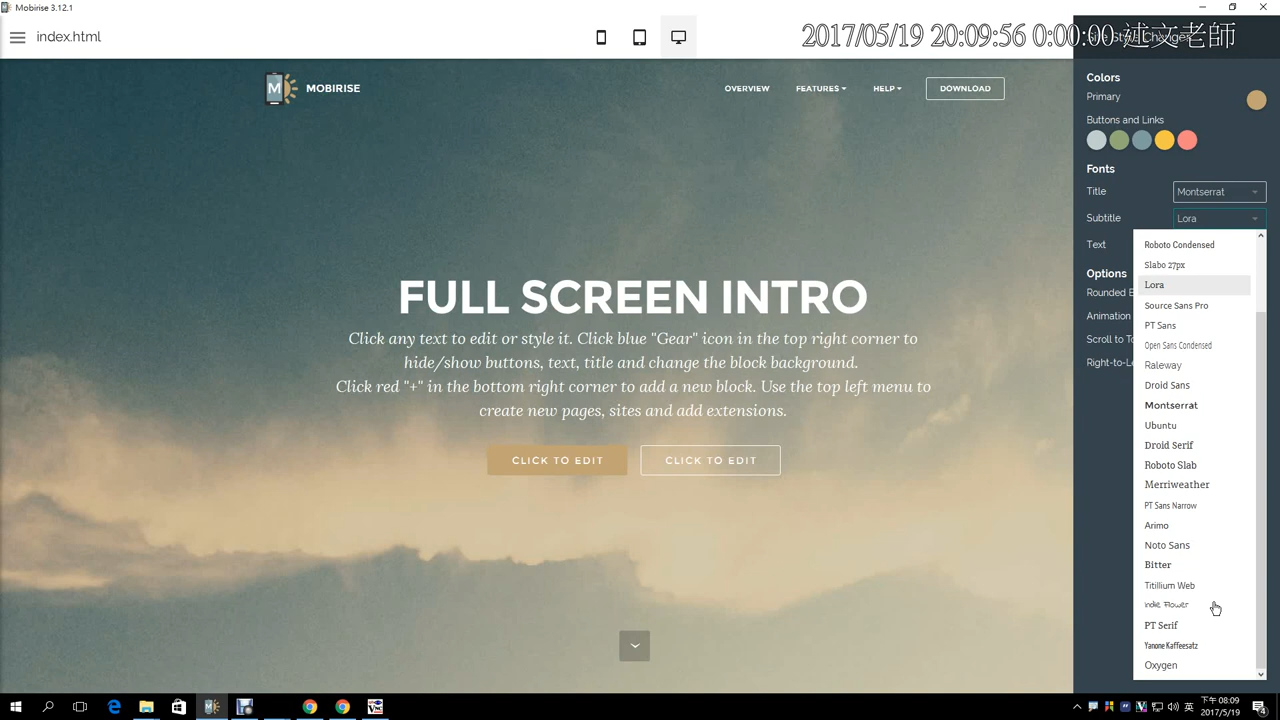 Mobirise 3.12.1
index.html
2017/05/19 20:09:56 0:00:00 述文老師
MOBIRISE
OVERVIEW
FEATURES
HELP
DOWNLOAD
FULL SCREEN INTRO
Click any text to edit or style it. Click blue "Gear" icon in the top right corner to
hide/show buttons, text, title and change the block background.
Click red "+" in the bottom right corner to add a new block. Use the top left menu to
create new pages, sites and add extensions.
CLICK TO EDIT
CLICK TO EDIT
Colors
Primary
Buttons and Links
Fonts
Title
Montserrat
Subtitle
Lora
Text
Options
Rounded
Animation
Scroll to
Roboto Condensed
Slabo 27px
Lora
Source Sans Pro
PT Sans
Open Sans Condensed
Raleway
Droid Sans
Montserrat
Ubuntu
Droid Serif
Roboto Slab
Merriweather
PT Sans Narrow
Arimo
Noto Sans
Bitter
Titillium Web
Indie Flower
PT Serif
Yanone Kaffeesatz
Oxygen
英
下午 08:09
2017/5/19
4